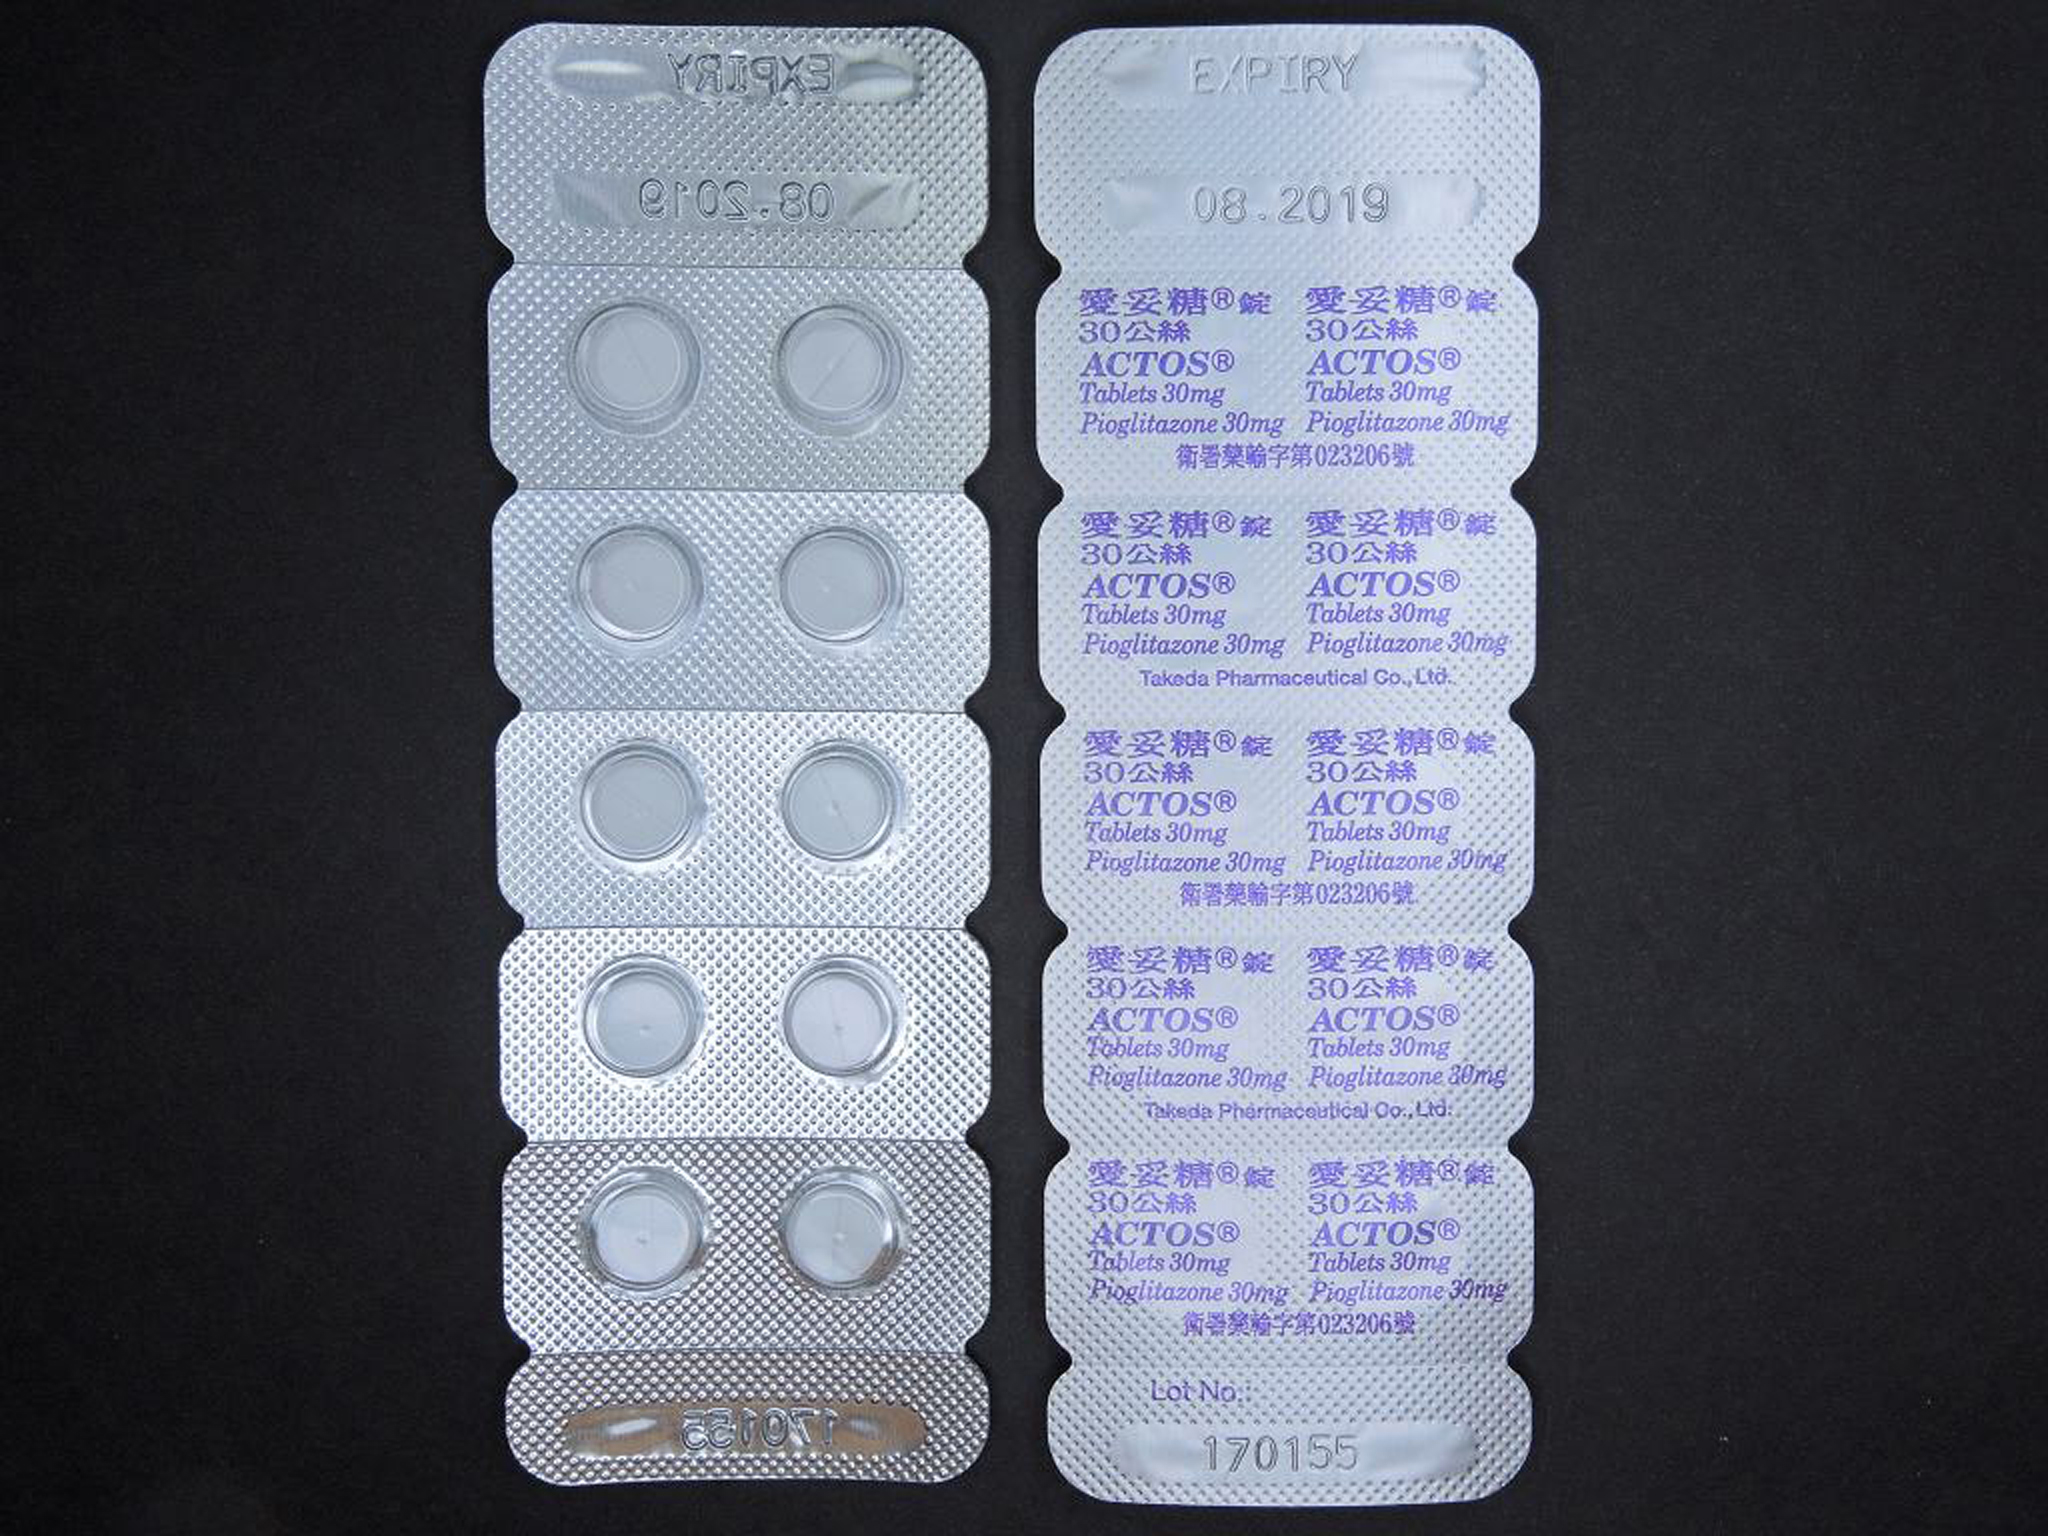 EXPIRY
08.2019
170155
EXPIRY
08.2019
愛妥糖®錠 愛妥糖®錠
30公絲 30公絲
ACTOS® ACTOS®
Tablets 30mg Tablets 30mg
Pioglitazone 30mg Pioglitazone 30mg
衛署藥輸字第023206號
愛妥糖®錠 愛妥糖®錠
30公絲 30公絲
ACTOS® ACTOS®
Tablets 30mg Tablets 30mg
Pioglitazone 30mg Pioglitazone 30mg
Takeda Pharmaceutical Co., Ltd.
愛妥糖®錠 愛妥糖®錠
30公絲 30公絲
ACTOS® ACTOS®
Tablets 30mg Tablets 30mg
Pioglitazone 30mg Pioglitazone 30mg
衛署藥輸字第023206號
愛妥糖®錠 愛妥糖®錠
30公絲 30公絲
ACTOS® ACTOS®
Tablets 30mg Tablets 30mg
Pioglitazone 30mg Pioglitazone 30mg
Takeda Pharmaceutical Co., Ltd.
愛妥糖®錠 愛妥糖®錠
30公絲 30公絲
ACTOS® ACTOS®
Tablets 30mg Tablets 30mg
Pioglitazone 30mg Pioglitazone 30mg
衛署藥輸字第023206號
Lot No.:
170155